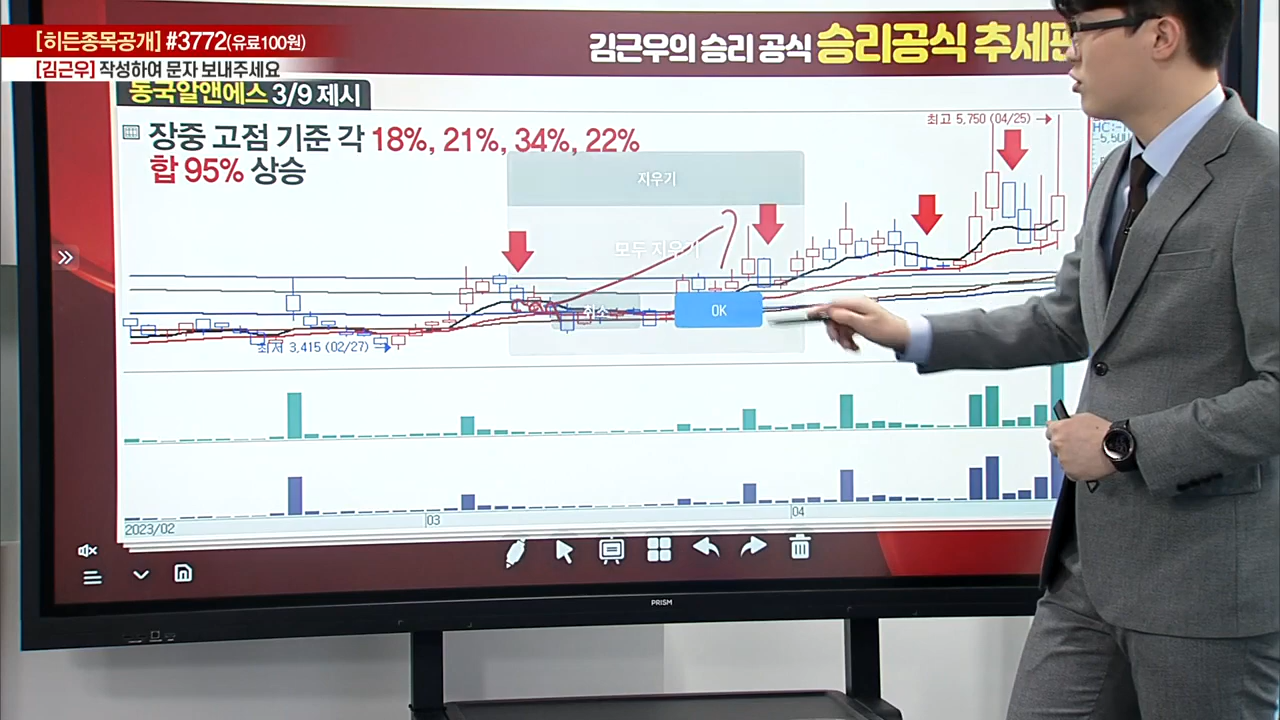 [히든종목공개] #3772(유료100원)
[김근우] 작성하여 문자 보내주세요
김근우의 승리 공식 승리공식 추세판
동국알앤에스 3/9 제시
장중 고점 기준 각 18%, 21%, 34%, 22%
합 95% 상승
최고 5,750 (04/25)
지우기
모두 지우기
취소
OK
최저 3,415 (02/27)
2023/02
03
04
PRISM